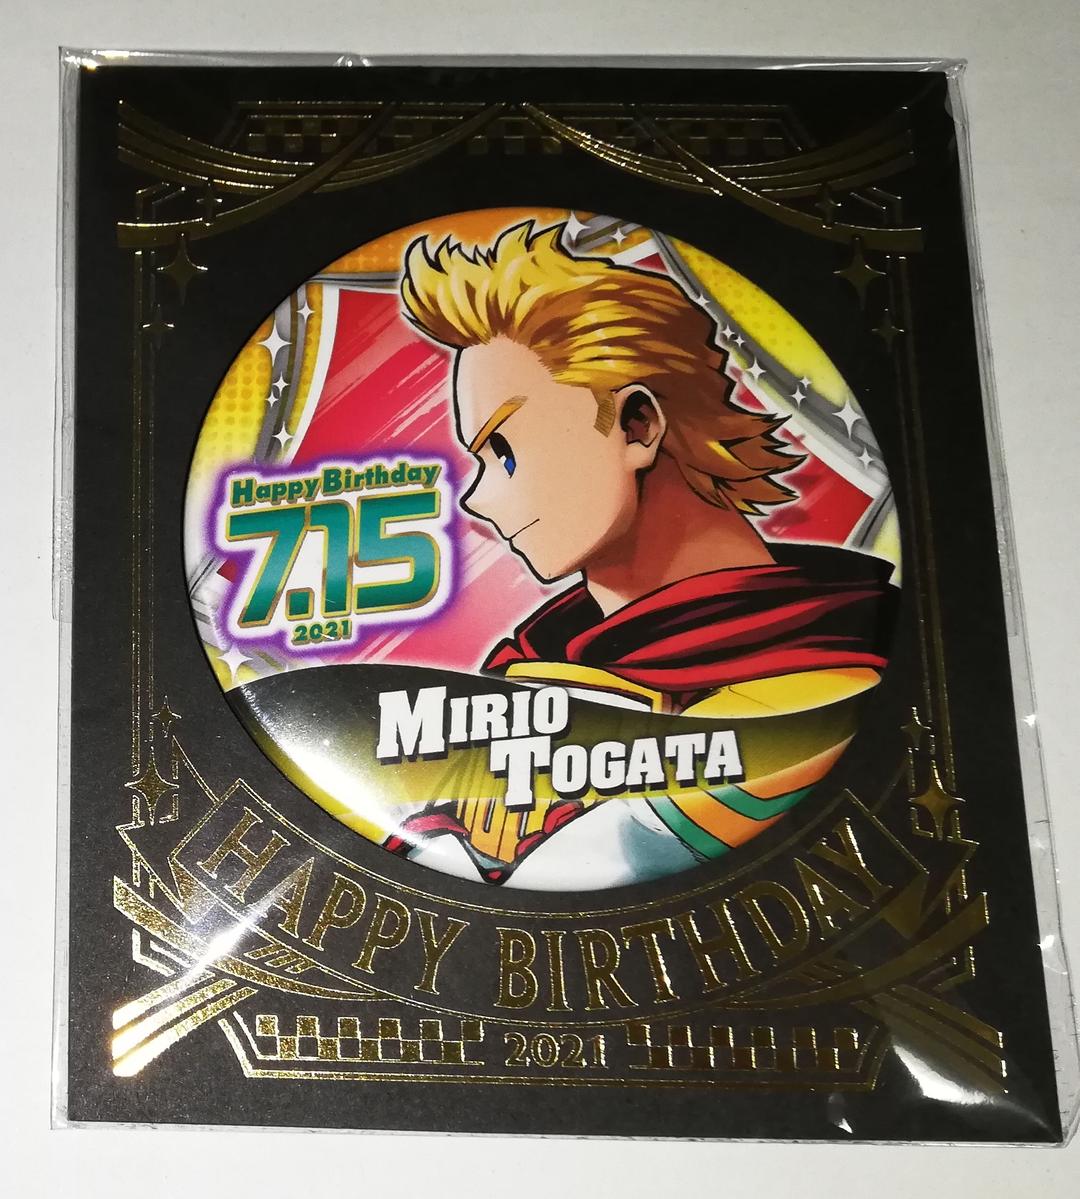 Happy Birthday
7.15
2021
MIRIO
TOGATA
HAPPY BIRTHDAY
2021